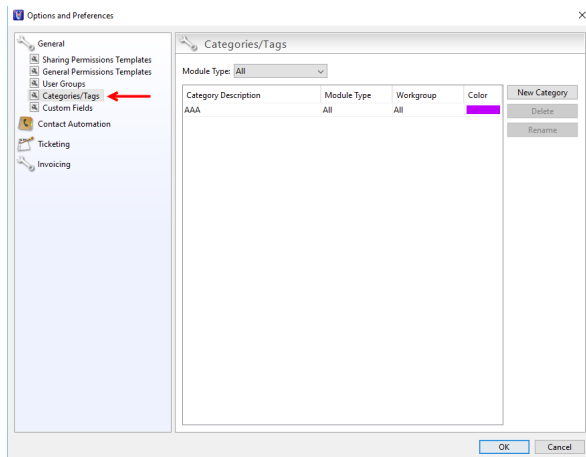 Options and Preferences
General
Sharing Permissions Templates
General Permissions Templates
User Groups
Categories/Tags
Custom Fields
Contact Automation
Ticketing
Invoicing
Categories/Tags
Module Type: All
Category Description Module Type Workgroup Color
AAA All All
New Category
Delete
Rename
OK Cancel